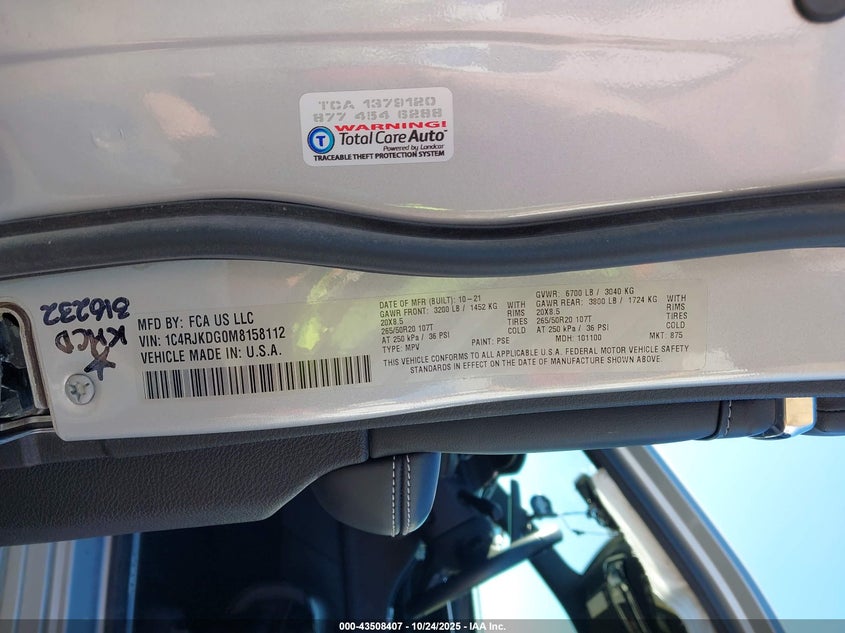 TCA 1379120
877 454 6288
WARNING!
Total Care Auto
Powered by Landcar
TRACEABLE THEFT PROTECTION SYSTEM
816232
KACD
MFD BY: FCA US LLC
VIN: 1C4RJKDG0M8158112
VEHICLE MADE IN U.S.A.
DATE OF MFR (BUILT): 10-21
GAWR FRONT: 3200 LB / 1452 KG WITH
20X8.5 RIMS
265/50R20 107T TIRES
AT 250 kPa / 36 PSI COLD
TYPE: MPV PAINT: PSE
GVWR: 6700 LB / 3040 KG
GAWR REAR: 3800 LB / 1724 KG WITH
20X8.5 RIMS
265/50R20 107T TIRES
AT 250 kPa / 36 PSI COLD
MDH: 101100 MKT: 875
THIS VEHICLE CONFORMS TO ALL APPLICABLE U.S.A. FEDERAL MOTOR VEHICLE SAFETY
STANDARDS IN EFFECT ON THE DATE OF MANUFACTURE SHOWN ABOVE.
000-43508407 - 10/24/2025 - IAA Inc.